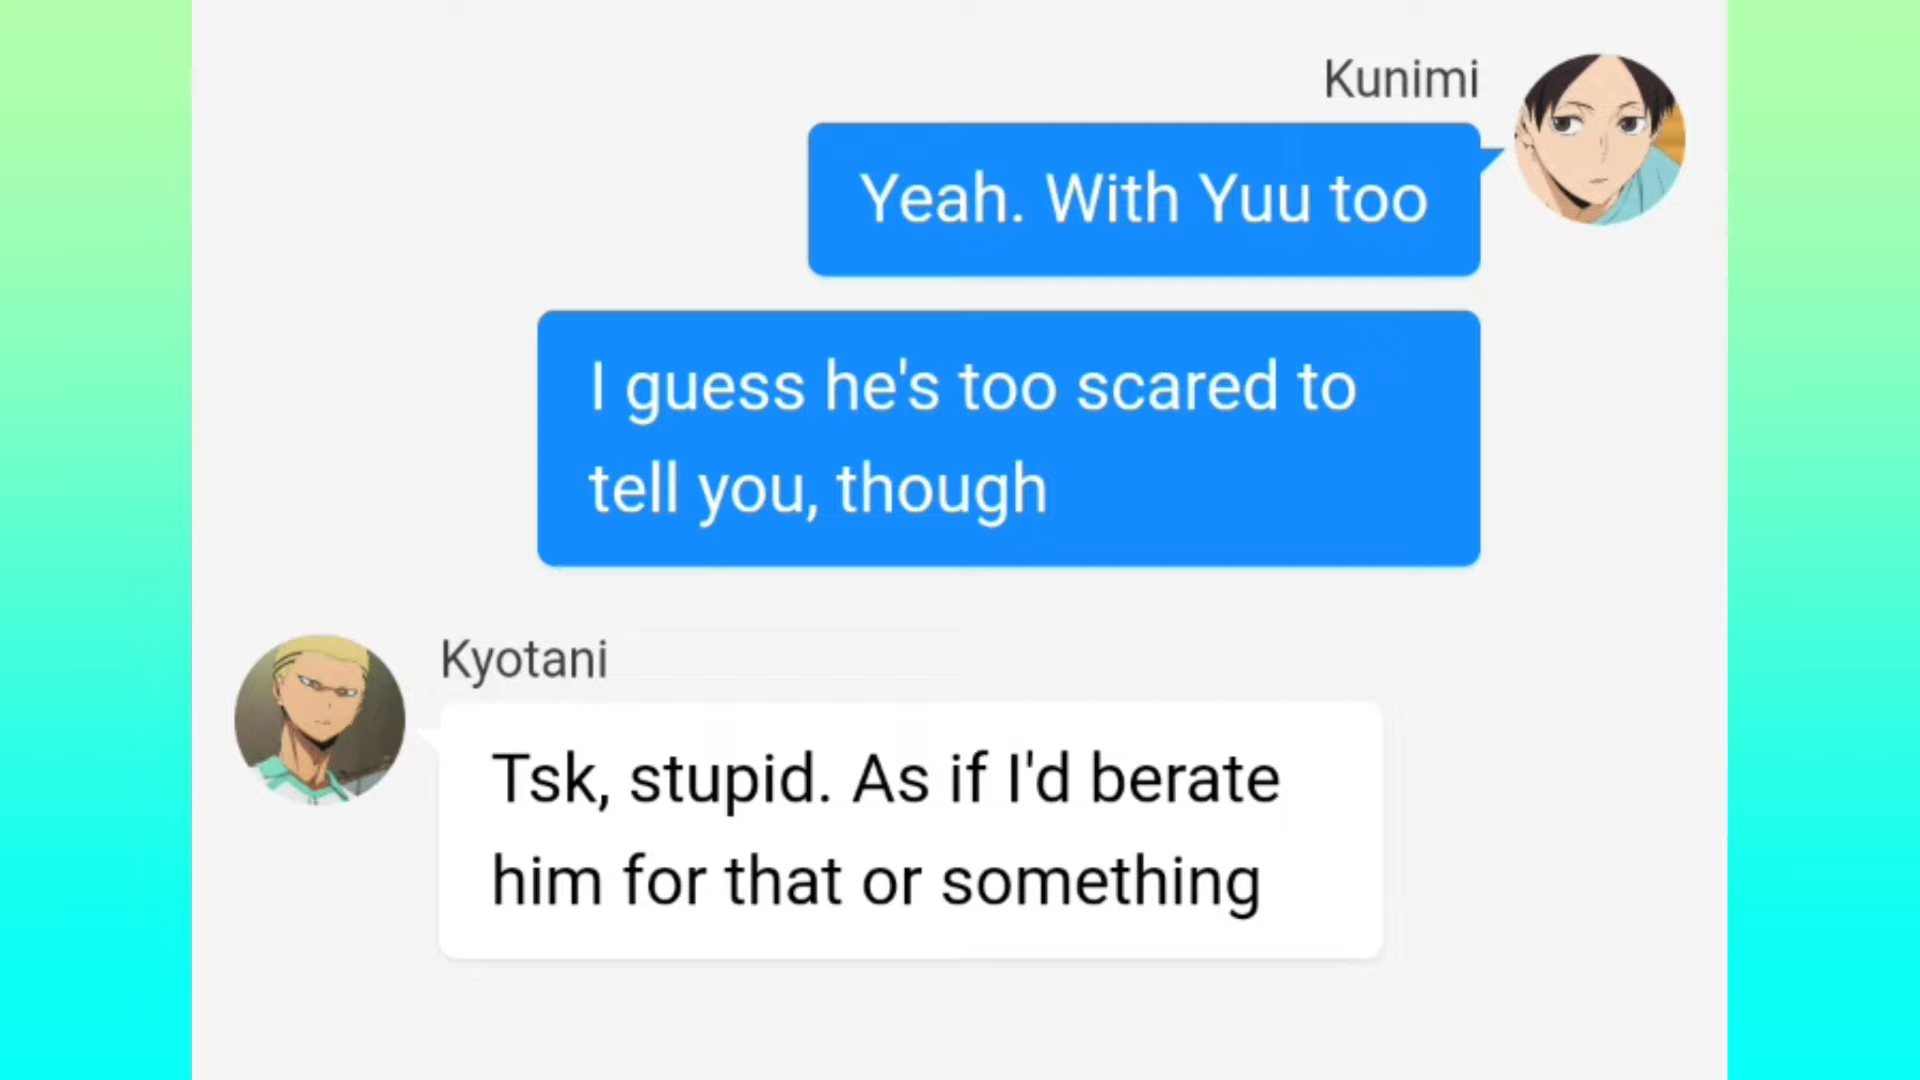 Kunimi
Yeah. With Yuu too
I guess he's too scared to
tell you, though
Kyotani
Tsk, stupid. As if I'd berate
him for that or something